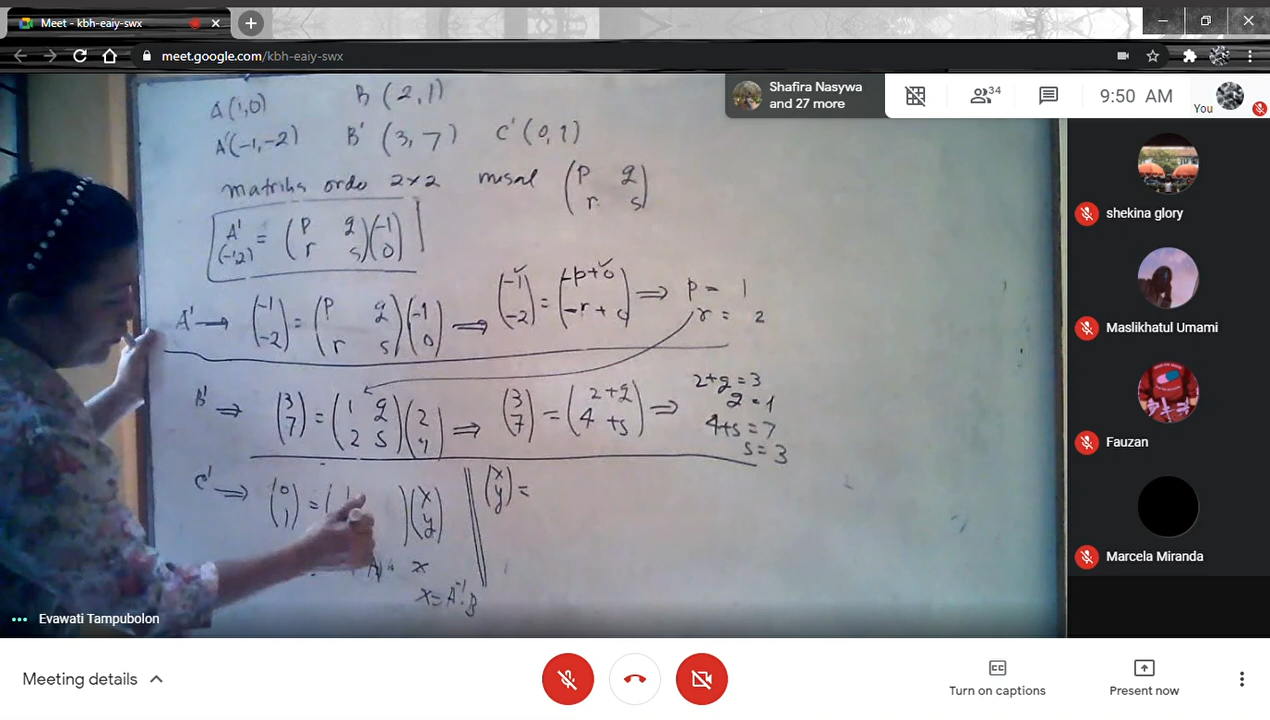 Meet - kbh-eaiy-swx
meet.google.com/kbh-eaiy-swx
Shafira Nasywa
and 27 more
34
9:50 AM
You
A(1,0) B (2,1)
A'(-1,-2) B' (3,7) C' (0,1)
matriks ordo 2x2 misal (p q
r s)
A' = (p q)(-1)
(-1,2) r s 0
A' → (-1) = (p q)(-1) ⇒ (-1) = (-p+0) ⇒ p = 1
-2 r s 0 -2 -r + r = 2
B' ⇒ (3) = (1 q)(2) ⇒ (3) = (2+q) ⇒ 2+q=3
7 2 s 7 4 +s q=1
4+s=7
s=3
C' ⇒ (0) = ( )(x) (x) =
1 y y
x
x=A⁻¹.B
Evawati Tampubolon
shekina glory
Maslikhatul Umami
Fauzan
Marcela Miranda
Meeting details
Turn on captions
Present now